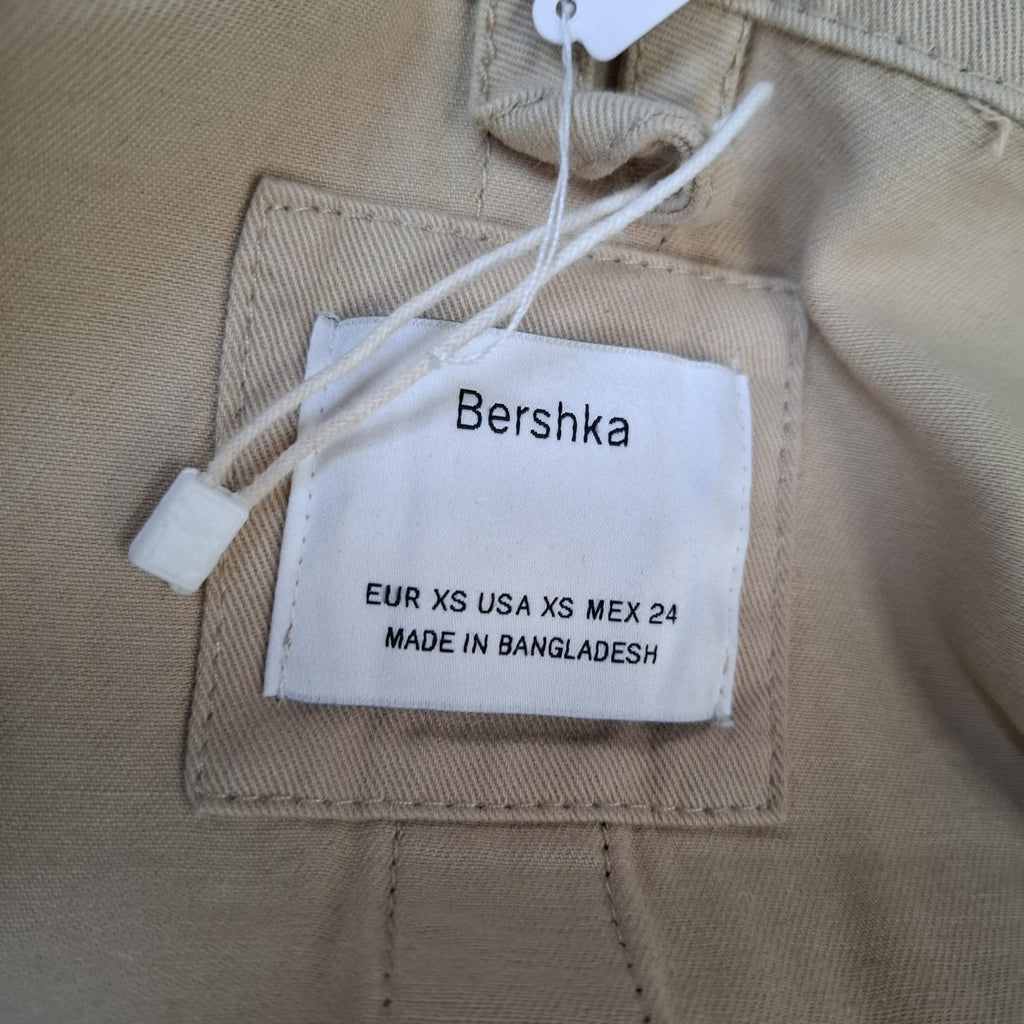 Bershka
EUR XS USA XS MEX 24
MADE IN BANGLADESH